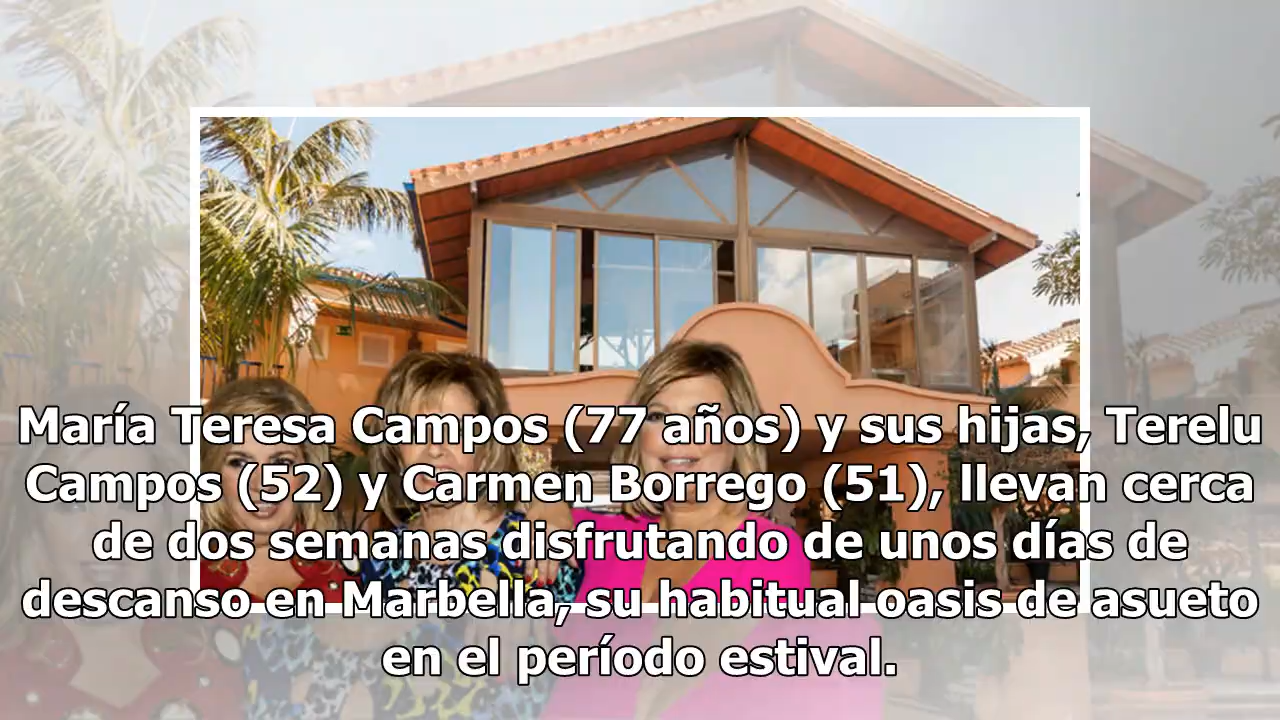 María Teresa Campos (77 años) y sus hijas, Terelu
Campos (52) y Carmen Borrego (51), llevan cerca
de dos semanas disfrutando de unos días de
descanso en Marbella, su habitual oasis de asueto
en el período estival.